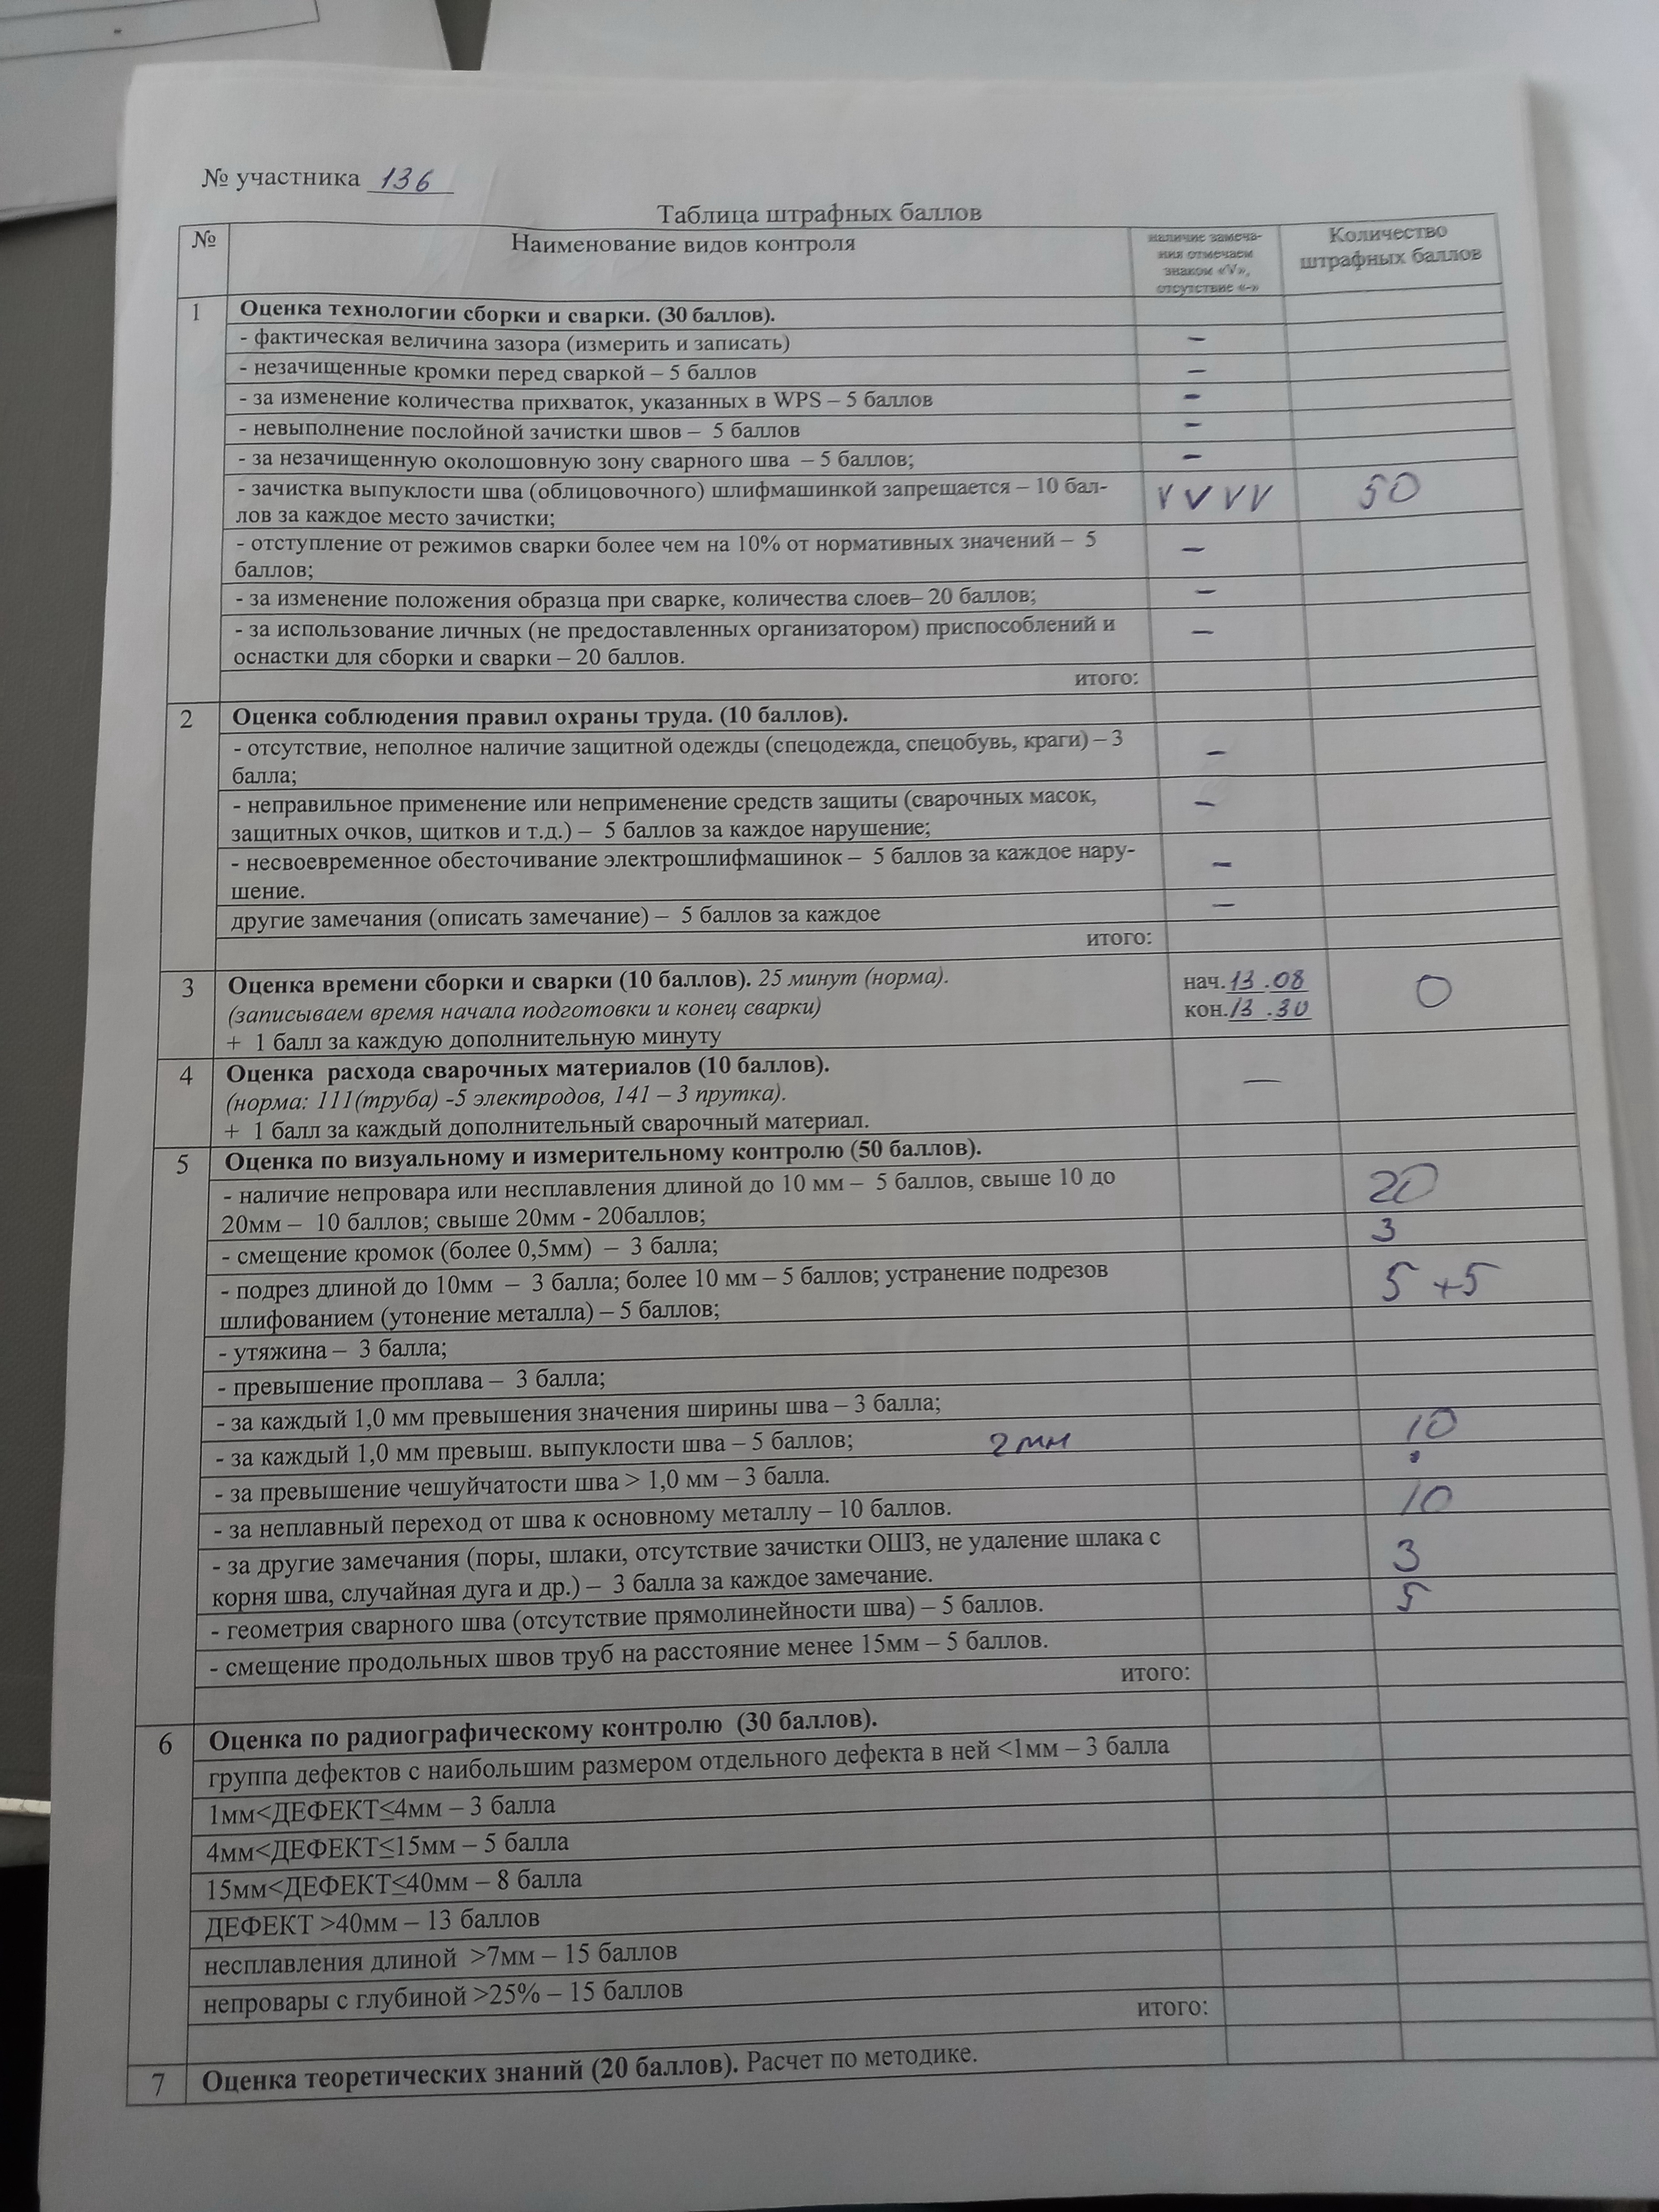 № участника 136
Таблица штрафных баллов
№
Наименование видов контроля
наличие замеча-
ния отмечаем
знаком «V»,
отсутствие «-»
Количество
штрафных баллов
1
Оценка технологии сборки и сварки. (30 баллов).
- фактическая величина зазора (измерить и записать) –
- незачищенные кромки перед сваркой – 5 баллов –
- за изменение количества прихваток, указанных в WPS – 5 баллов –
- невыполнение послойной зачистки швов – 5 баллов –
- за незачищенную околошовную зону сварного шва – 5 баллов; –
- зачистка выпуклости шва (облицовочного) шлифмашинкой запрещается – 10 бал-
лов за каждое место зачистки; V V V V 50
- отступление от режимов сварки более чем на 10% от нормативных значений – 5
баллов; –
- за изменение положения образца при сварке, количества слоев– 20 баллов; –
- за использование личных (не предоставленных организатором) приспособлений и
оснастки для сборки и сварки – 20 баллов. –
итого:
2
Оценка соблюдения правил охраны труда. (10 баллов).
- отсутствие, неполное наличие защитной одежды (спецодежда, спецобувь, краги) – 3
балла; –
- неправильное применение или неприменение средств защиты (сварочных масок,
защитных очков, щитков и т.д.) – 5 баллов за каждое нарушение; –
- несвоевременное обесточивание электрошлифмашинок – 5 баллов за каждое нару-
шение. –
другие замечания (описать замечание) – 5 баллов за каждое –
итого:
3
Оценка времени сборки и сварки (10 баллов). 25 минут (норма).
(записываем время начала подготовки и конец сварки)
+ 1 балл за каждую дополнительную минуту
нач. 13 .08
кон. 13 .30
0
4
Оценка расхода сварочных материалов (10 баллов).
(норма: 111(труба) -5 электродов, 141 – 3 прутка). —
+ 1 балл за каждый дополнительный сварочный материал.
5
Оценка по визуальному и измерительному контролю (50 баллов).
- наличие непровара или несплавления длиной до 10 мм – 5 баллов, свыше 10 до
20мм – 10 баллов; свыше 20мм - 20баллов; 20
- смещение кромок (более 0,5мм) – 3 балла; 3
- подрез длиной до 10мм – 3 балла; более 10 мм – 5 баллов; устранение подрезов
шлифованием (утонение металла) – 5 баллов; 5 +5
- утяжина – 3 балла;
- превышение проплава – 3 балла;
- за каждый 1,0 мм превышения значения ширины шва – 3 балла;
- за каждый 1,0 мм превыш. выпуклости шва – 5 баллов; 2 мм 10
- за превышение чешуйчатости шва > 1,0 мм – 3 балла.
- за неплавный переход от шва к основному металлу – 10 баллов. 10
- за другие замечания (поры, шлаки, отсутствие зачистки ОШЗ, не удаление шлака с
корня шва, случайная дуга и др.) – 3 балла за каждое замечание. 3
- геометрия сварного шва (отсутствие прямолинейности шва) – 5 баллов. 5
- смещение продольных швов труб на расстояние менее 15мм – 5 баллов.
итого:
6
Оценка по радиографическому контролю (30 баллов).
группа дефектов с наибольшим размером отдельного дефекта в ней <1мм – 3 балла
1мм<ДЕФЕКТ≤4мм – 3 балла
4мм<ДЕФЕКТ≤15мм – 5 балла
15мм<ДЕФЕКТ≤40мм – 8 балла
ДЕФЕКТ >40мм – 13 баллов
несплавления длиной >7мм – 15 баллов
непровары с глубиной >25% – 15 баллов
итого:
7
Оценка теоретических знаний (20 баллов). Расчет по методике.